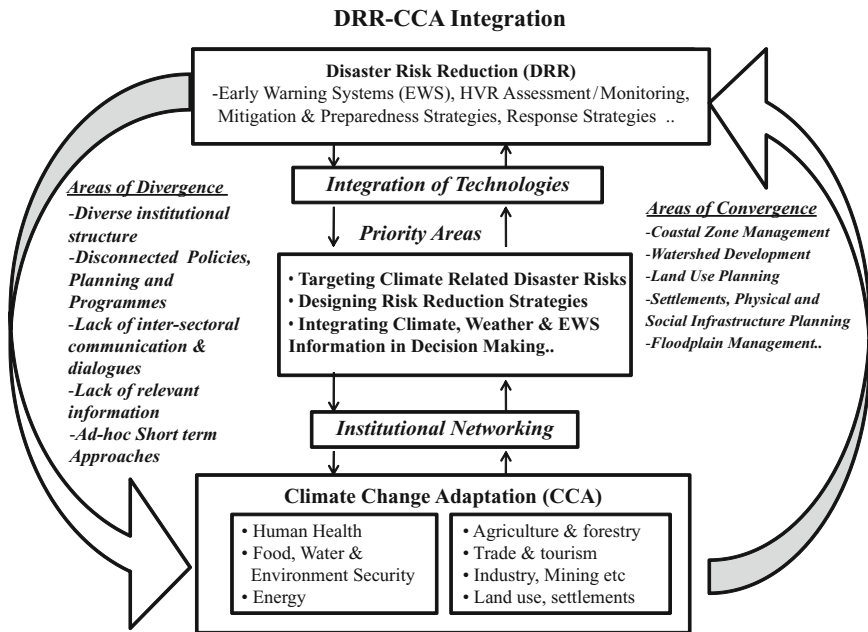 DRR-CCA Integration
Disaster Risk Reduction (DRR)
-Early Warning Systems (EWS), HVR Assessment/Monitoring,
Mitigation & Preparedness Strategies, Response Strategies ..
Integration of Technologies
Areas of Divergence
-Diverse institutional
structure
-Disconnected Policies,
Planning and
Programmes
-Lack of inter-sectoral
communication &
dialogues
-Lack of relevant
information
-Ad-hoc Short term
Approaches
Priority Areas
• Targeting Climate Related Disaster Risks
• Designing Risk Reduction Strategies
• Integrating Climate, Weather & EWS
Information in Decision Making..
Areas of Convergence
-Coastal Zone Management
-Watershed Development
-Land Use Planning
-Settlements, Physical and
Social Infrastructure Planning
-Floodplain Management..
Institutional Networking
Climate Change Adaptation (CCA)
• Human Health
• Food, Water &
Environment Security
• Energy
• Agriculture & forestry
• Trade & tourism
• Industry, Mining etc
• Land use, settlements